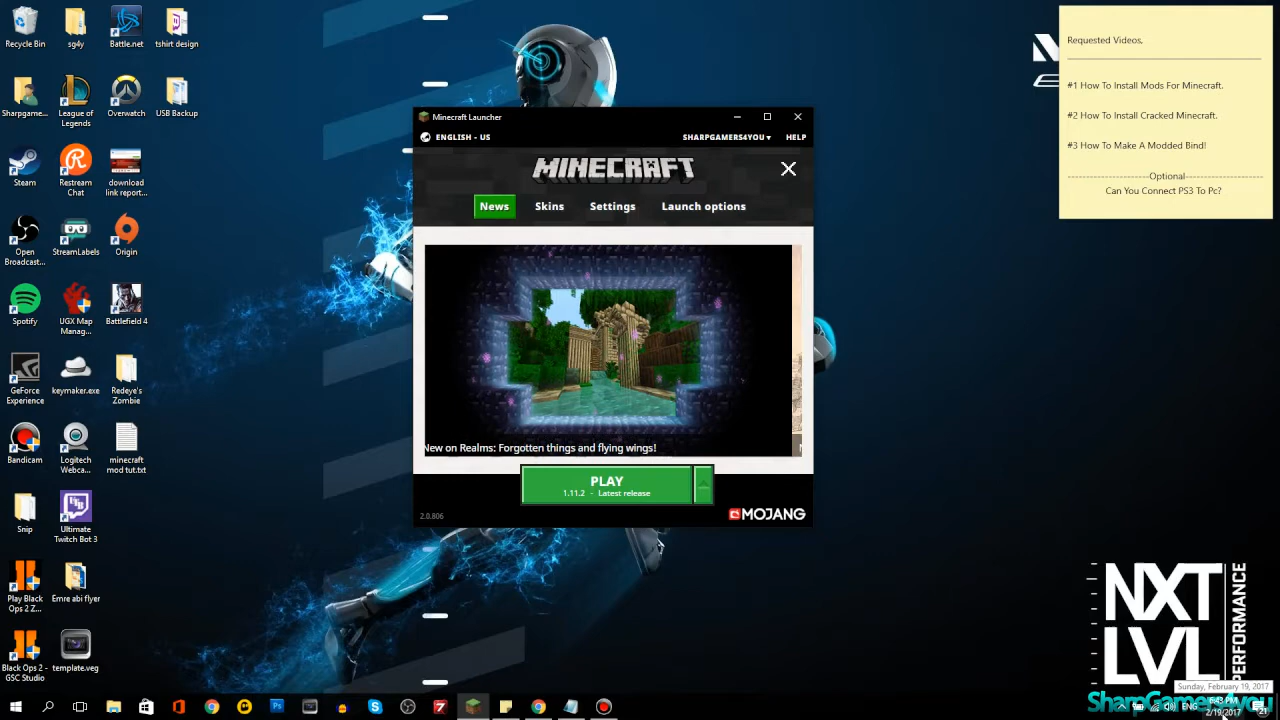 Recycle Bin
sg4y
Battle.net
tshirt design
Sharpgame...
League of Legends
Overwatch
USB Backup
Steam
Restream Chat
download link report...
Open Broadcast...
StreamLabels
Origin
Spotify
UGX Map Manag...
Battlefield 4
GeForce Experience
keymaker.exe
Redeye's Zombie
Bandicam
Logitech Webca...
minecraft mod tut.txt
Snip
Ultimate Twitch Bot 3
Play Black Ops 2 Z...
Emre abi flyer
Black Ops 2 - GSC Studio
template.veg
Minecraft Launcher
ENGLISH - US
SHARPGAMERS4YOU
HELP
MINECRAFT
News
Skins
Settings
Launch options
New on Realms: Forgotten things and flying wings!
PLAY
1.11.2 - Latest release
2.0.806
MOJANG
Requested Videos,
#1 How To Install Mods For Minecraft.
#2 How To Install Cracked Minecraft.
#3 How To Make A Modded Bind!
Optional
Can You Connect PS3 To Pc?
NXT
LVL
PERFORMANCE
Sunday, February 19, 2017
ENG
6:43 PM
2/19/2017
21